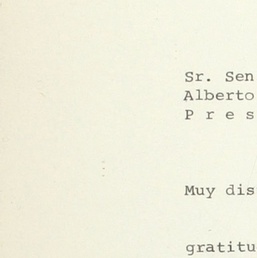 Sr. Sen
Alberto
P r e s
Muy dis
gratitu